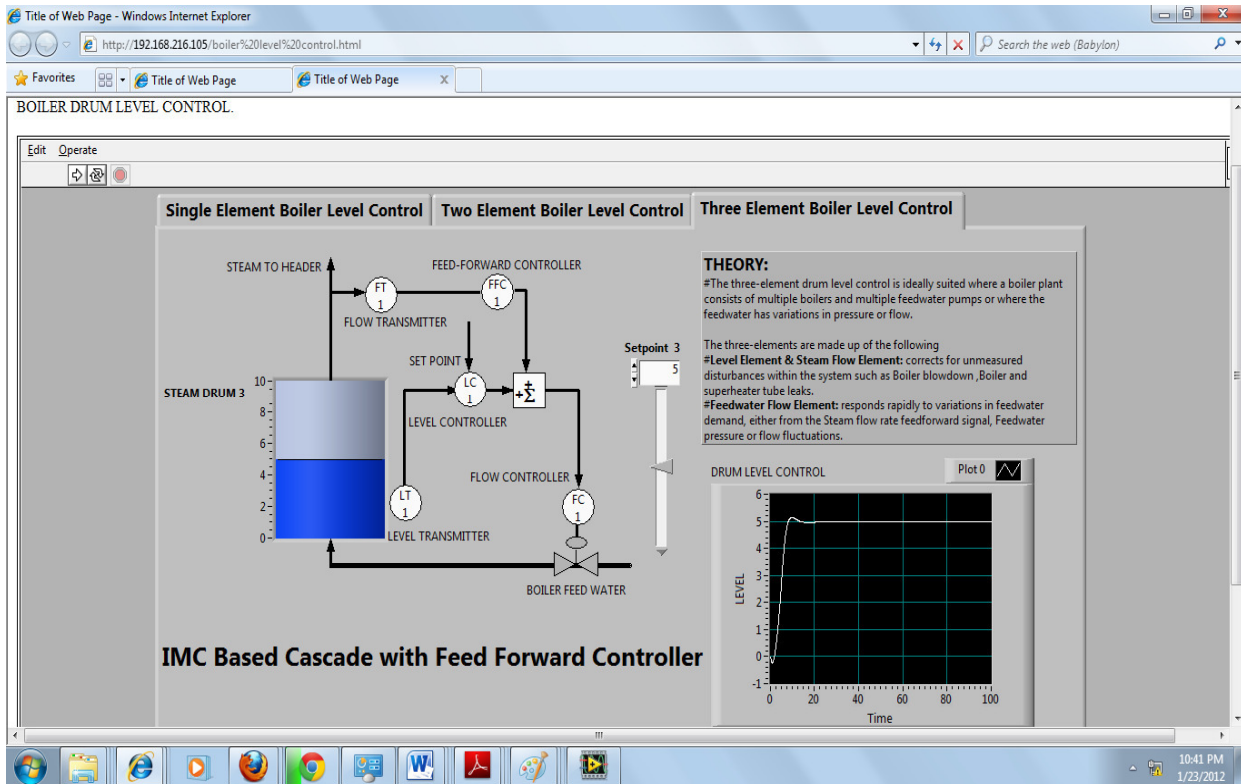 Title of Web Page - Windows Internet Explorer
http://192.168.216.105/boiler%20level%20control.html
Search the web (Babylon)
Favorites
Title of Web Page
Title of Web Page
X
BOILER DRUM LEVEL CONTROL.
Edit Operate
Single Element Boiler Level Control
Two Element Boiler Level Control
Three Element Boiler Level Control
STEAM TO HEADER
FEED-FORWARD CONTROLLER
FT
1
FFC
1
FLOW TRANSMITTER
SET POINT
LC
1
+
+Σ
LEVEL CONTROLLER
Setpoint 3
5
STEAM DRUM 3
10
8
6
4
2
0
FLOW CONTROLLER
LT
1
FC
1
LEVEL TRANSMITTER
BOILER FEED WATER
IMC Based Cascade with Feed Forward Controller
THEORY:
#The three-element drum level control is ideally suited where a boiler plant
consists of multiple boilers and multiple feedwater pumps or where the
feedwater has variations in pressure or flow.
The three-elements are made up of the following
#Level Element & Steam Flow Element: corrects for unmeasured
disturbances within the system such as Boiler blowdown ,Boiler and
superheater tube leaks.
#Feedwater Flow Element: responds rapidly to variations in feedwater
demand, either from the Steam flow rate feedforward signal, Feedwater
pressure or flow fluctuations.
DRUM LEVEL CONTROL
Plot 0
LEVEL
6
5
4
3
2
1
0
-1
0 20 40 60 80 100
Time
10:41 PM
1/23/2012